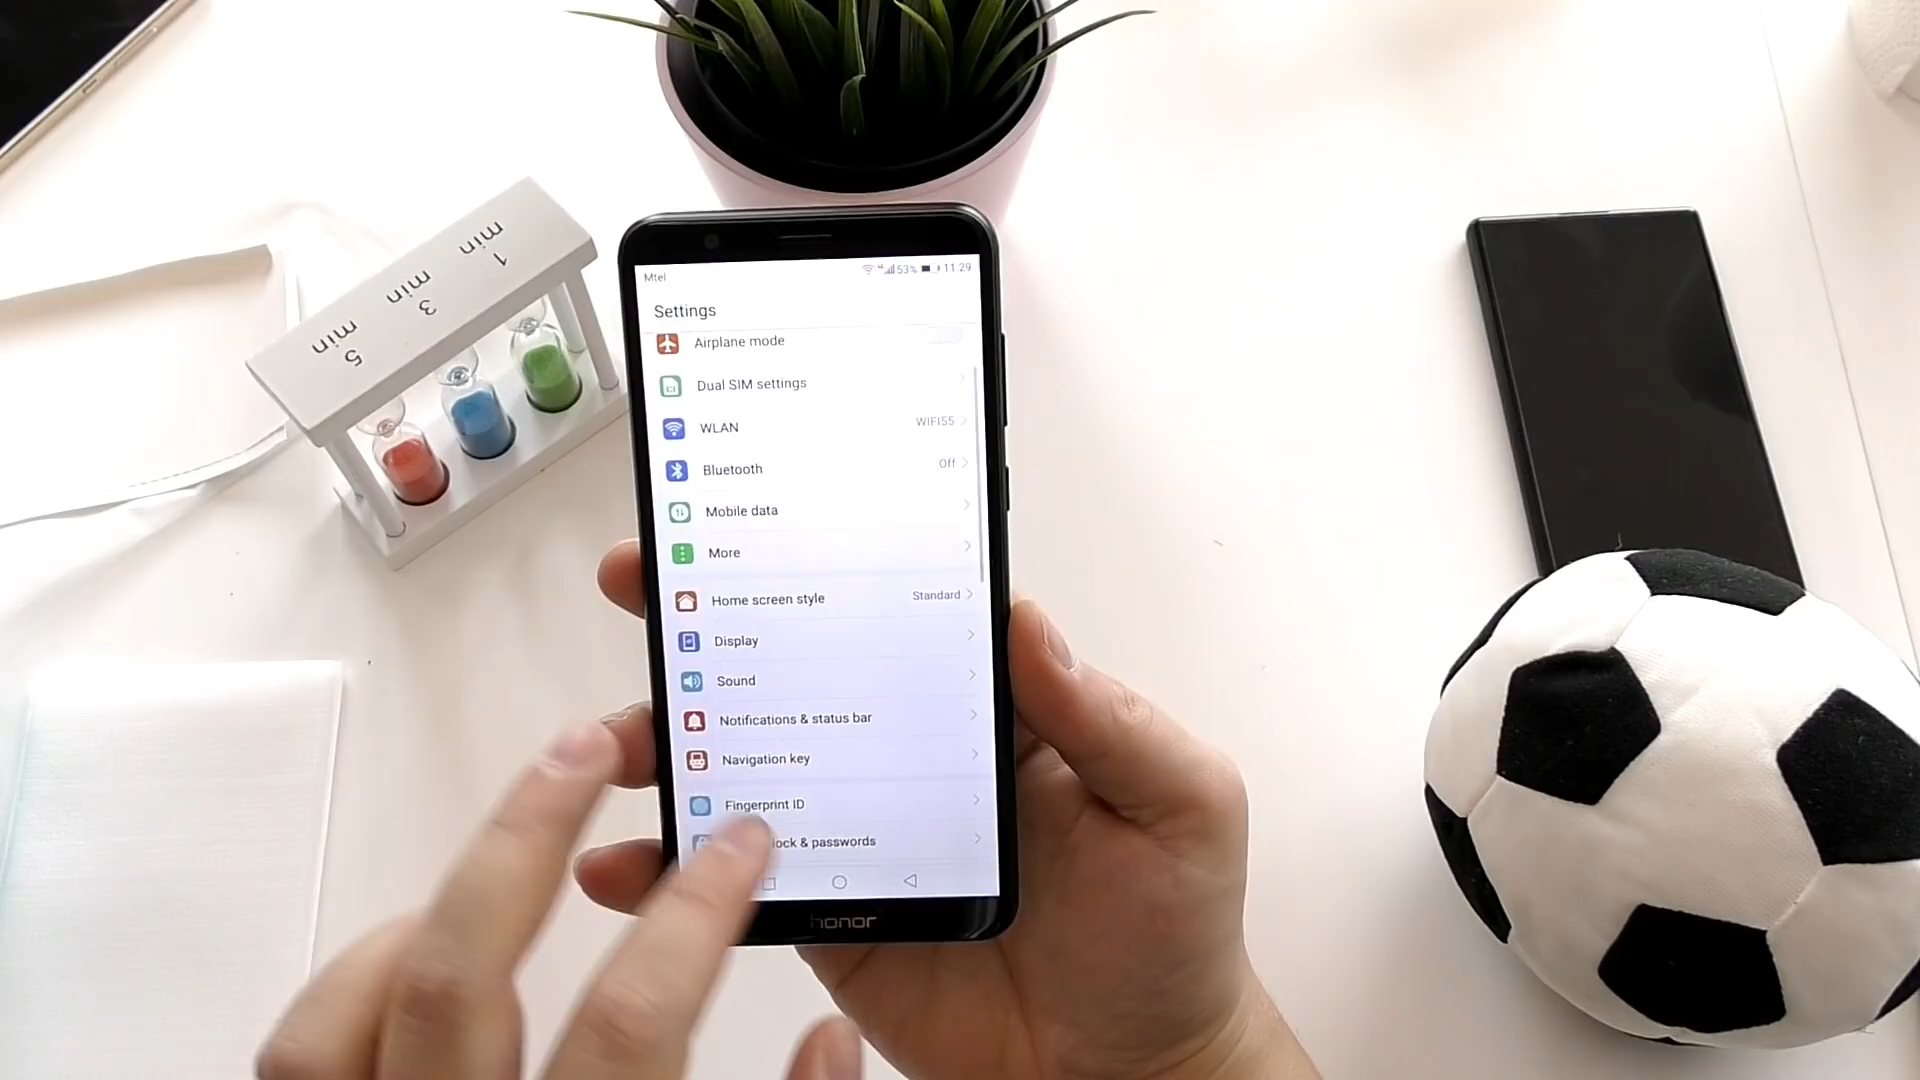 1 min
3 min
5 min
Mtel
53% 11.29
Settings
Airplane mode
Dual SIM settings
WLAN WIFI55
Bluetooth Off
Mobile data
More
Home screen style Standard
Display
Sound
Notifications & status bar
Navigation key
Fingerprint ID
lock & passwords
honor